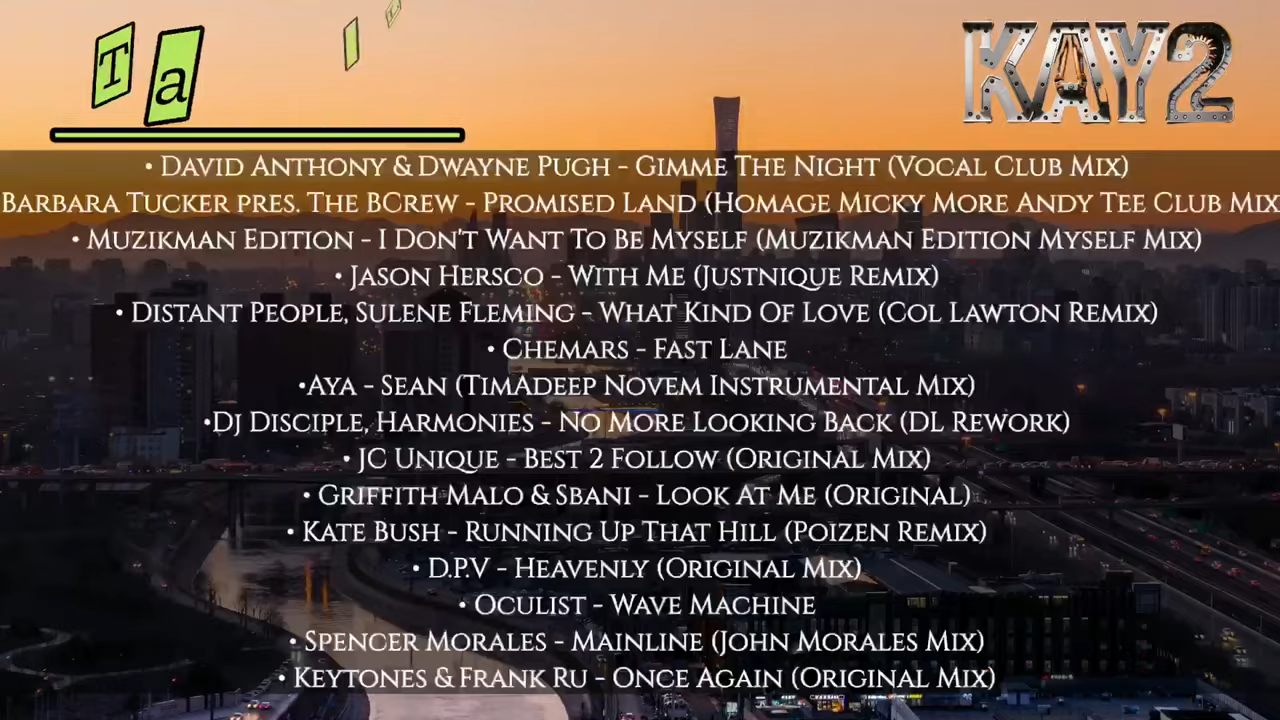 Ta
KAY2
• David Anthony & Dwayne Pugh - Gimme The Night (Vocal Club Mix)
Barbara Tucker pres. The BCrew - Promised Land (Homage Micky More Andy Tee Club Mix
• Muzikman Edition - I Don't Want To Be Myself (Muzikman Edition Myself Mix)
• Jason Hersco - With Me (Justnique Remix)
• Distant People, Sulene Fleming - What Kind Of Love (Col Lawton Remix)
• Chemars - Fast Lane
•Aya - Sean (TimAdeep Novem Instrumental Mix)
•DJ Disciple, Harmonies - No More Looking Back (DL Rework)
• JC Unique - Best 2 Follow (Original Mix)
• Griffith Malo & Sbani - Look At Me (Original)
• Kate Bush - Running Up That Hill (Poizen Remix)
• D.P.V - Heavenly (Original Mix)
• Oculist - Wave Machine
• Spencer Morales - Mainline (John Morales Mix)
• Keytones & Frank Ru - Once Again (Original Mix)